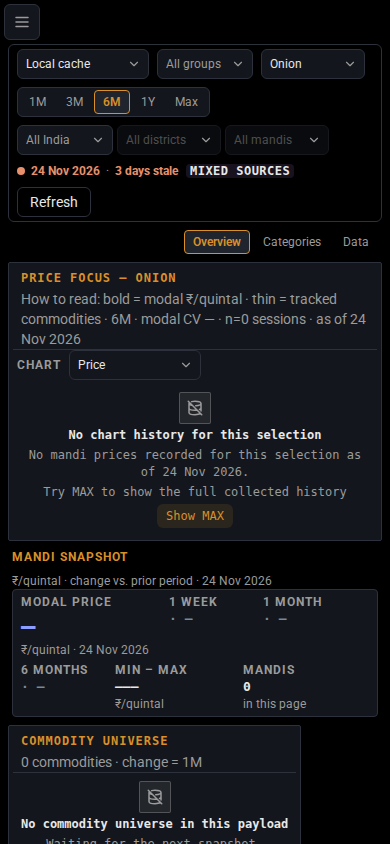 Local cache
All groups
Onion
1M 3M 6M 1Y Max
All India
All districts
All mandis
24 Nov 2026 · 3 days stale MIXED SOURCES
Refresh
Overview Categories Data
PRICE FOCUS — ONION
How to read: bold = modal ₹/quintal · thin = tracked
commodities · 6M · modal CV — · n=0 sessions · as of 24
Nov 2026
CHART Price
No chart history for this selection
No mandi prices recorded for this selection as
of 24 Nov 2026.
Try MAX to show the full collected history
Show MAX
MANDI SNAPSHOT
₹/quintal · change vs. prior period · 24 Nov 2026
MODAL PRICE
—
₹/quintal · 24 Nov 2026
1 WEEK
· —
1 MONTH
· —
6 MONTHS
· —
MIN – MAX
——
₹/quintal
MANDIS
0
in this page
COMMODITY UNIVERSE
0 commodities · change = 1M
No commodity universe in this payload
Waiting for the next snapshot